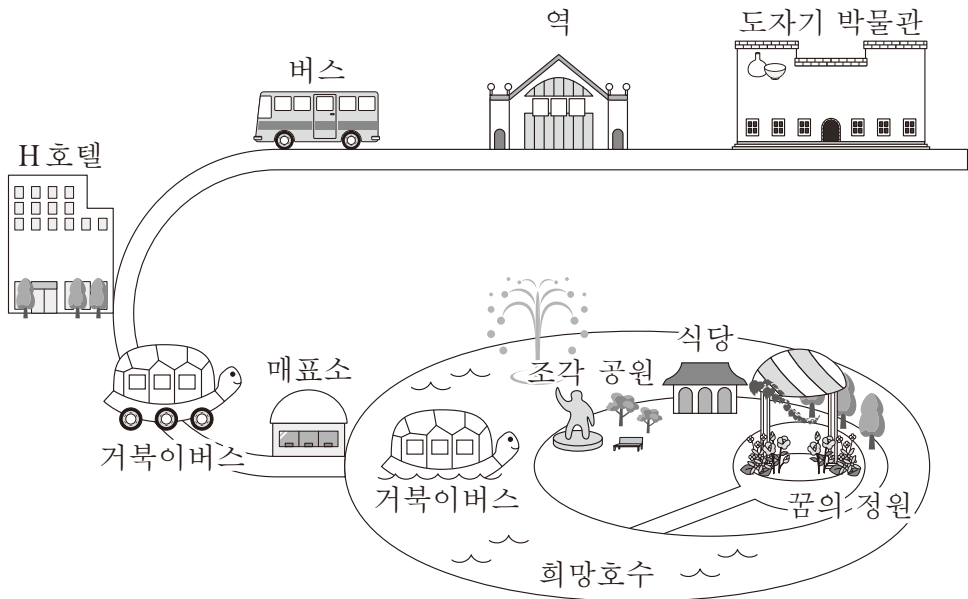 역
도자기 박물관
버스
H호텔
식당
매표소
조각 공원
거북이버스
거북이버스
꿈의 정원
희망호수